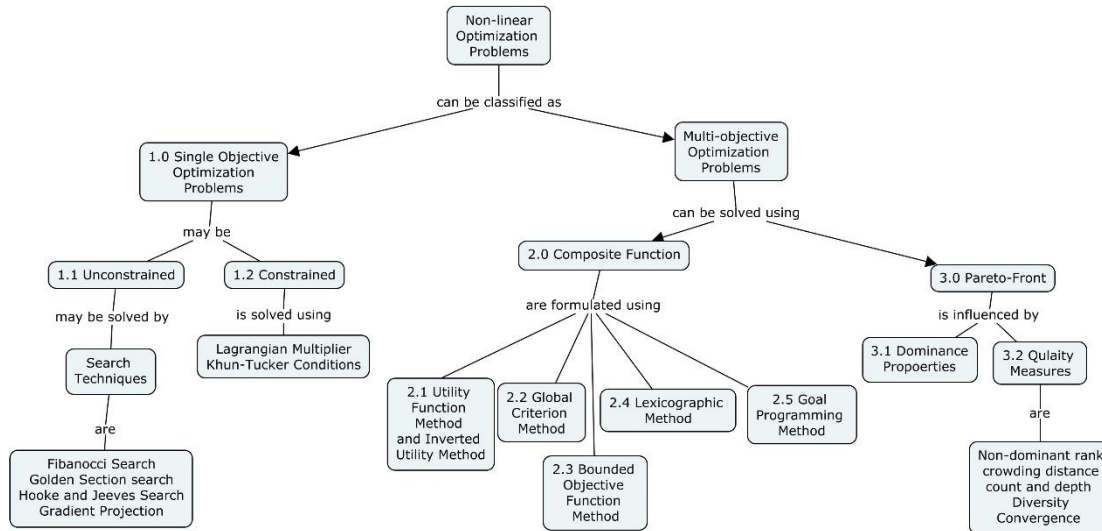 Non-linear
Optimization
Problems
can be classified as
1.0 Single Objective
Optimization
Problems
Multi-objective
Optimization
Problems
may be
can be solved using
1.1 Unconstrained
1.2 Constrained
2.0 Composite Function
3.0 Pareto-Front
may be solved by
is solved using
are formulated using
is influenced by
Search
Techniques
Lagrangian Multiplier
Khun-Tucker Conditions
2.1 Utility
Function
Method
and Inverted
Utility Method
2.2 Global
Criterion
Method
2.3 Bounded
Objective
Function
Method
2.4 Lexicographic
Method
2.5 Goal
Programming
Method
3.1 Dominance
Propoerties
3.2 Qulaity
Measures
are
are
Fibanocci Search
Golden Section search
Hooke and Jeeves Search
Gradient Projection
Non-dominant rank
crowding distance
count and depth
Diversity
Convergence